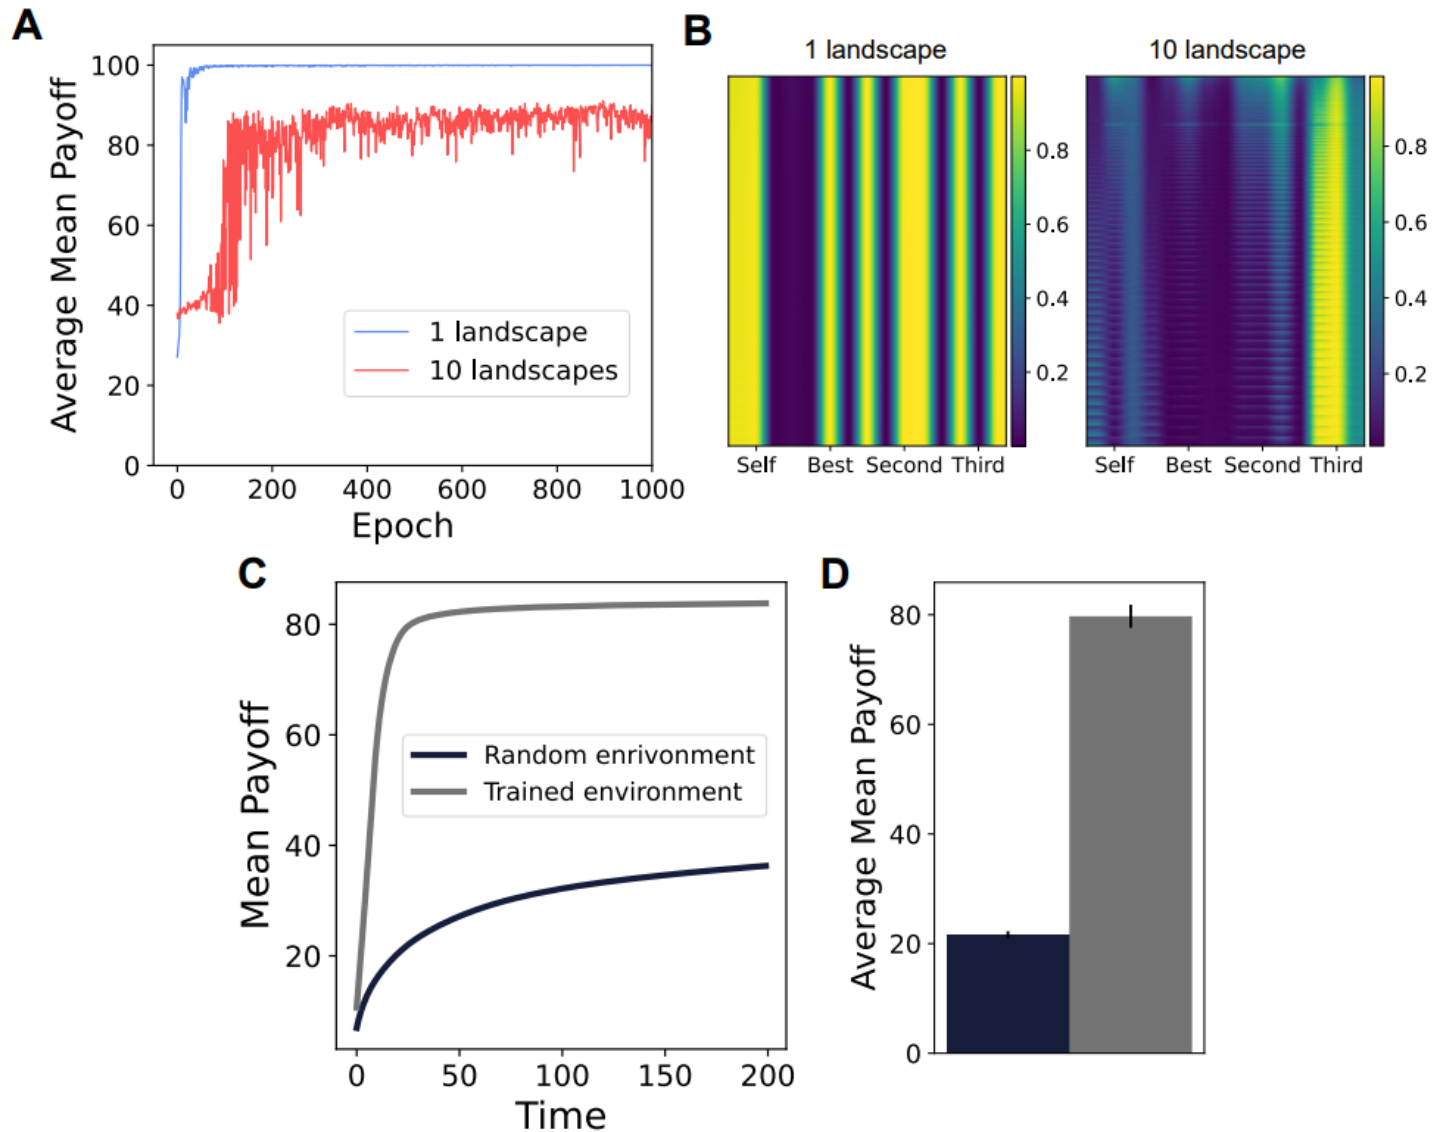 A
Average Mean Payoff
100
80
60
40
20
0
0 200 400 600 800 1000
Epoch
1 landscape
10 landscapes
B
1 landscape
0.8
0.6
0.4
0.2
Self Best Second Third
10 landscape
0.8
0.6
0.4
0.2
Self Best Second Third
C
Mean Payoff
80
60
40
20
0 50 100 150 200
Time
Random enrivonment
Trained environment
D
Average Mean Payoff
80
60
40
20
0